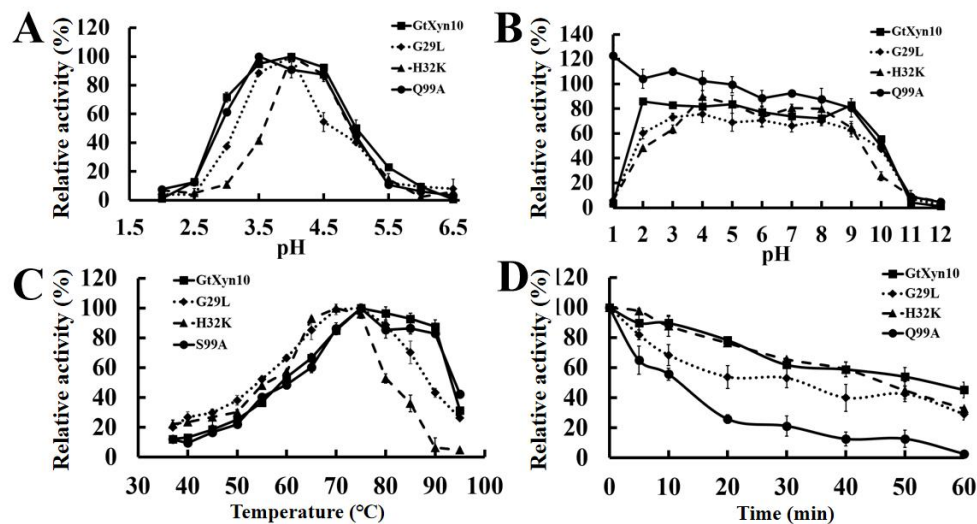 A
Relative activity (%)
120
100
80
60
40
20
0
1.5 2.5 3.5 4.5 5.5 6.5
pH
GtXyn10
G29L
H32K
Q99A
B
Relative activity (%)
140
120
100
80
60
40
20
0
1 2 3 4 5 6 7 8 9 10 11 12
pH
GtXyn10
G29L
H32K
Q99A
C
Relative activity (%)
120
100
80
60
40
20
0
30 40 50 60 70 80 90 100
Temperature (°C)
GtXyn10
G29L
H32K
S99A
D
Relative activity (%)
120
100
80
60
40
20
0
0 10 20 30 40 50 60
Time (min)
GtXyn10
G29L
H32K
Q99A